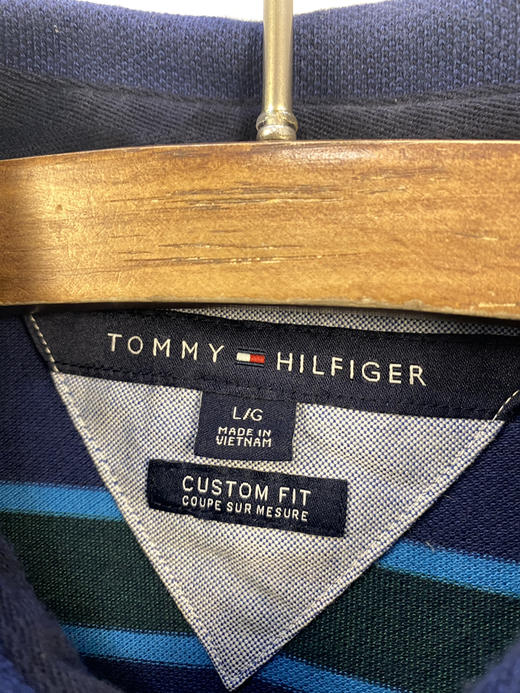 TOMMY HILFIGER
L/G
MADE IN
VIETNAM
CUSTOM FIT
COUPE SUR MESURE